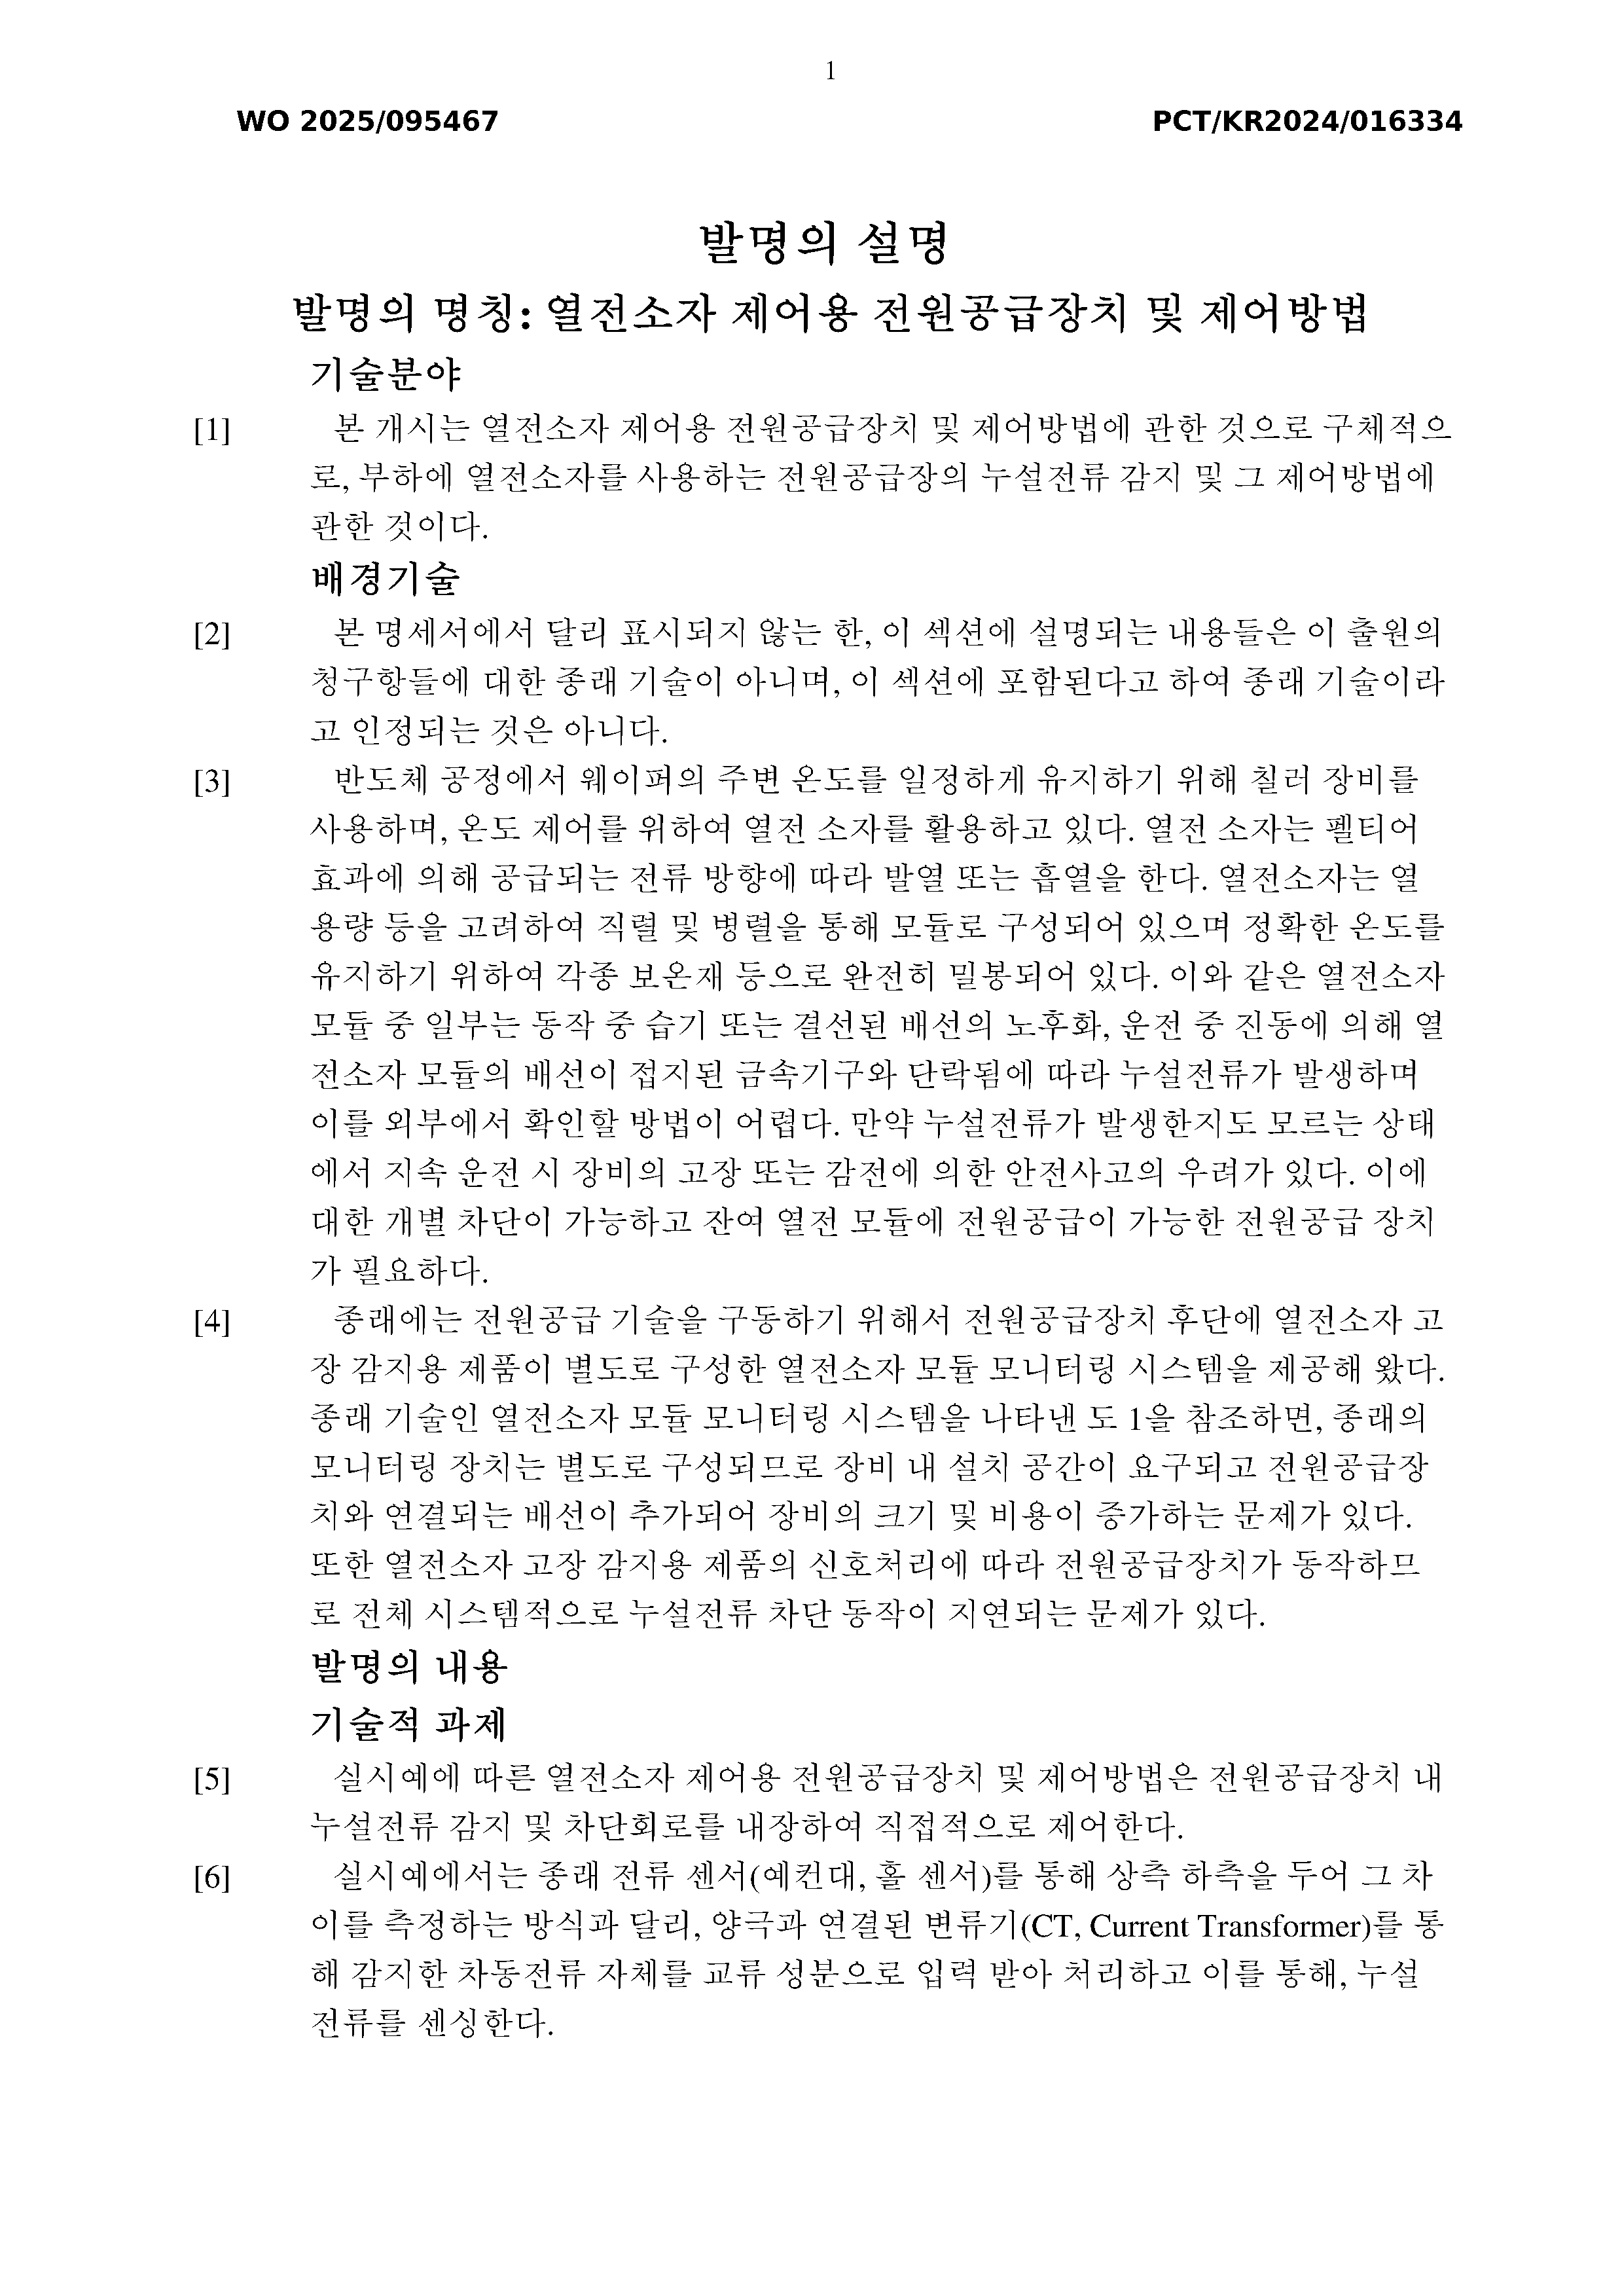 1
WO 2025/095467 PCT/KR2024/016334
발명의 설명
발명의 명칭: 열전소자 제어용 전원공급장치 및 제어방법
기술분야
[1] 본 개시는 열전소자 제어용 전원공급장치 및 제어방법에 관한 것으로 구체적으
로, 부하에 열전소자를 사용하는 전원공급장의 누설전류 감지 및 그 제어방법에
관한 것이다.
배경기술
[2] 본 명세서에서 달리 표시되지 않는 한, 이 섹션에 설명되는 내용들은 이 출원의
청구항들에 대한 종래 기술이 아니며, 이 섹션에 포함된다고 하여 종래 기술이라
고 인정되는 것은 아니다.
[3] 반도체 공정에서 웨이퍼의 주변 온도를 일정하게 유지하기 위해 칠러 장비를
사용하며, 온도 제어를 위하여 열전 소자를 활용하고 있다. 열전 소자는 펠티어
효과에 의해 공급되는 전류 방향에 따라 발열 또는 흡열을 한다. 열전소자는 열
용량 등을 고려하여 직렬 및 병렬을 통해 모듈로 구성되어 있으며 정확한 온도를
유지하기 위하여 각종 보온재 등으로 완전히 밀봉되어 있다. 이와 같은 열전소자
모듈 중 일부는 동작 중 습기 또는 결선된 배선의 노후화, 운전 중 진동에 의해 열
전소자 모듈의 배선이 접지된 금속기구와 단락됨에 따라 누설전류가 발생하며
이를 외부에서 확인할 방법이 어렵다. 만약 누설전류가 발생한지도 모르는 상태
에서 지속 운전 시 장비의 고장 또는 감전에 의한 안전사고의 우려가 있다. 이에
대한 개별 차단이 가능하고 잔여 열전 모듈에 전원공급이 가능한 전원공급 장치
가 필요하다.
[4] 종래에는 전원공급 기술을 구동하기 위해서 전원공급장치 후단에 열전소자 고
장 감지용 제품이 별도로 구성한 열전소자 모듈 모니터링 시스템을 제공해 왔다.
종래 기술인 열전소자 모듈 모니터링 시스템을 나타낸 도 1을 참조하면, 종래의
모니터링 장치는 별도로 구성되므로 장비 내 설치 공간이 요구되고 전원공급장
치와 연결되는 배선이 추가되어 장비의 크기 및 비용이 증가하는 문제가 있다.
또한 열전소자 고장 감지용 제품의 신호처리에 따라 전원공급장치가 동작하므
로 전체 시스템적으로 누설전류 차단 동작이 지연되는 문제가 있다.
발명의 내용
기술적 과제
[5] 실시예에 따른 열전소자 제어용 전원공급장치 및 제어방법은 전원공급장치 내
누설전류 감지 및 차단회로를 내장하여 직접적으로 제어한다.
[6] 실시예에서는 종래 전류 센서(예컨대, 홀 센서)를 통해 상측 하측을 두어 그 차
이를 측정하는 방식과 달리, 양극과 연결된 변류기(CT, Current Transformer)를 통
해 감지한 차동전류 자체를 교류 성분으로 입력 받아 처리하고 이를 통해, 누설
전류를 센싱한다.